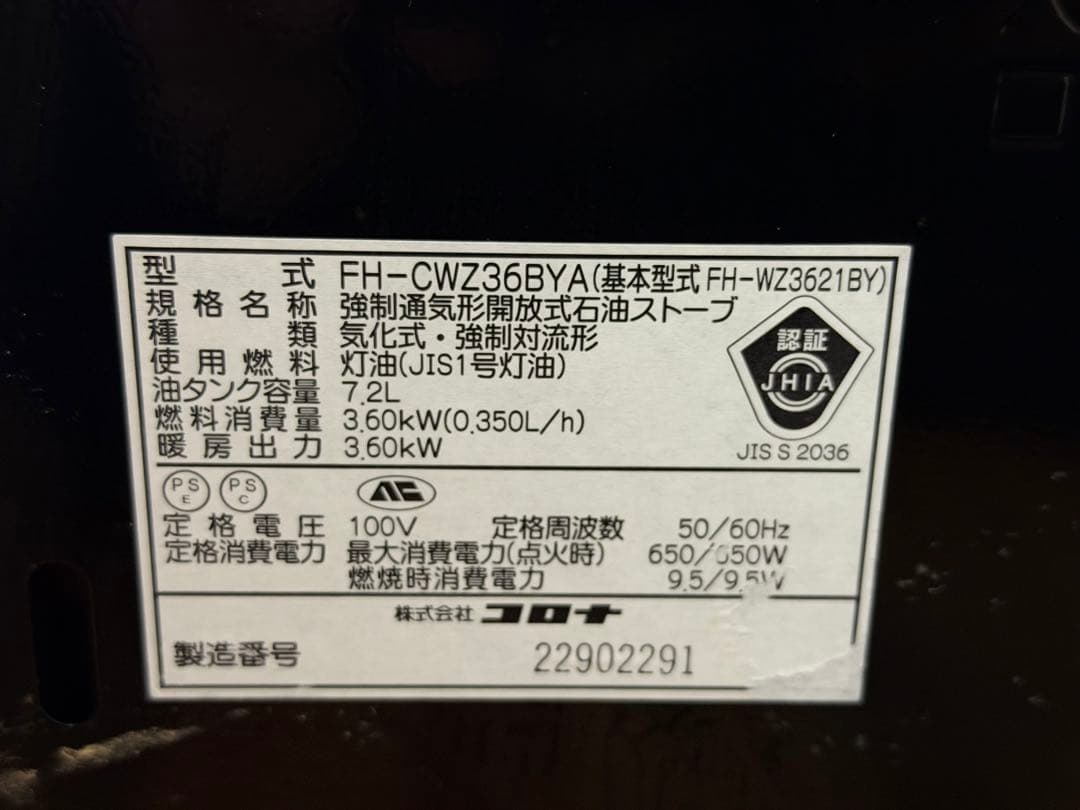 型式 FH-CWZ36BYA(基本型式 FH-WZ3621BY)
規格名称 強制通気形開放式石油ストーブ
種類 気化式・強制対流形
使用燃料 灯油(JIS1号灯油)
油タンク容量 7.2L
燃料消費量 3.60kW(0.350L/h)
暖房出力 3.60kW
認証
JHIA
JIS S 2036
PS E PS C
定格電圧 100V 定格周波数 50/60Hz
定格消費電力 最大消費電力(点火時) 650/650W
燃焼時消費電力 9.5/9.5W
株式会社 コロナ
製造番号 22902291